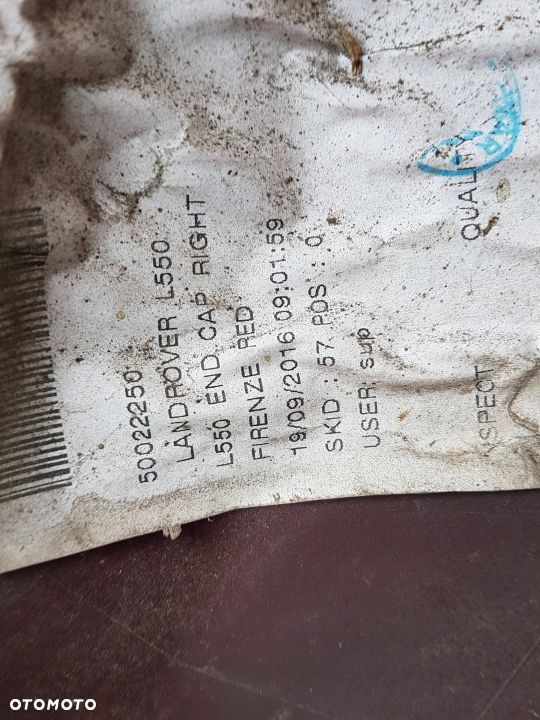 50022250
LANDROVER L550
L550 END CAP RIGHT
FIRENZE RED
19/09/2016 09:01:59
SKID : 57 POS : 0
USER: sup
SPECT
QUALITY
OTOMOTO